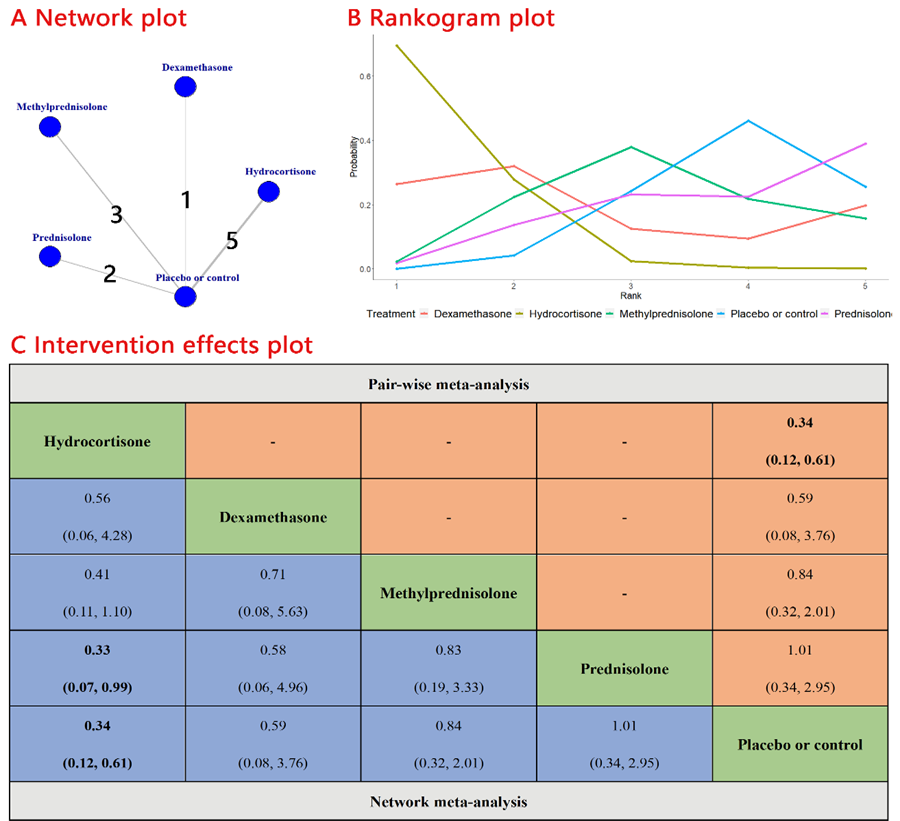 A Network plot
Dexamethasone
Methylprednisolone
Hydrocortisone
Prednisolone
Placebo or control
1
3
5
2
B Rankogram plot
Probability
0.6
0.4
0.2
0.0
1 2 3 4 5
Rank
Treatment Dexamethasone Hydrocortisone Methylprednisolone Placebo or control Prednisolon
C Intervention effects plot
Pair-wise meta-analysis
Hydrocortisone - - - 0.34
(0.12, 0.61)
0.56 Dexamethasone - - 0.59
(0.06, 4.28) (0.08, 3.76)
0.41 0.71 Methylprednisolone - 0.84
(0.11, 1.10) (0.08, 5.63) (0.32, 2.01)
0.33 0.58 0.83 Prednisolone 1.01
(0.07, 0.99) (0.06, 4.96) (0.19, 3.33) (0.34, 2.95)
0.34 0.59 0.84 1.01 Placebo or control
(0.12, 0.61) (0.08, 3.76) (0.32, 2.01) (0.34, 2.95)
Network meta-analysis